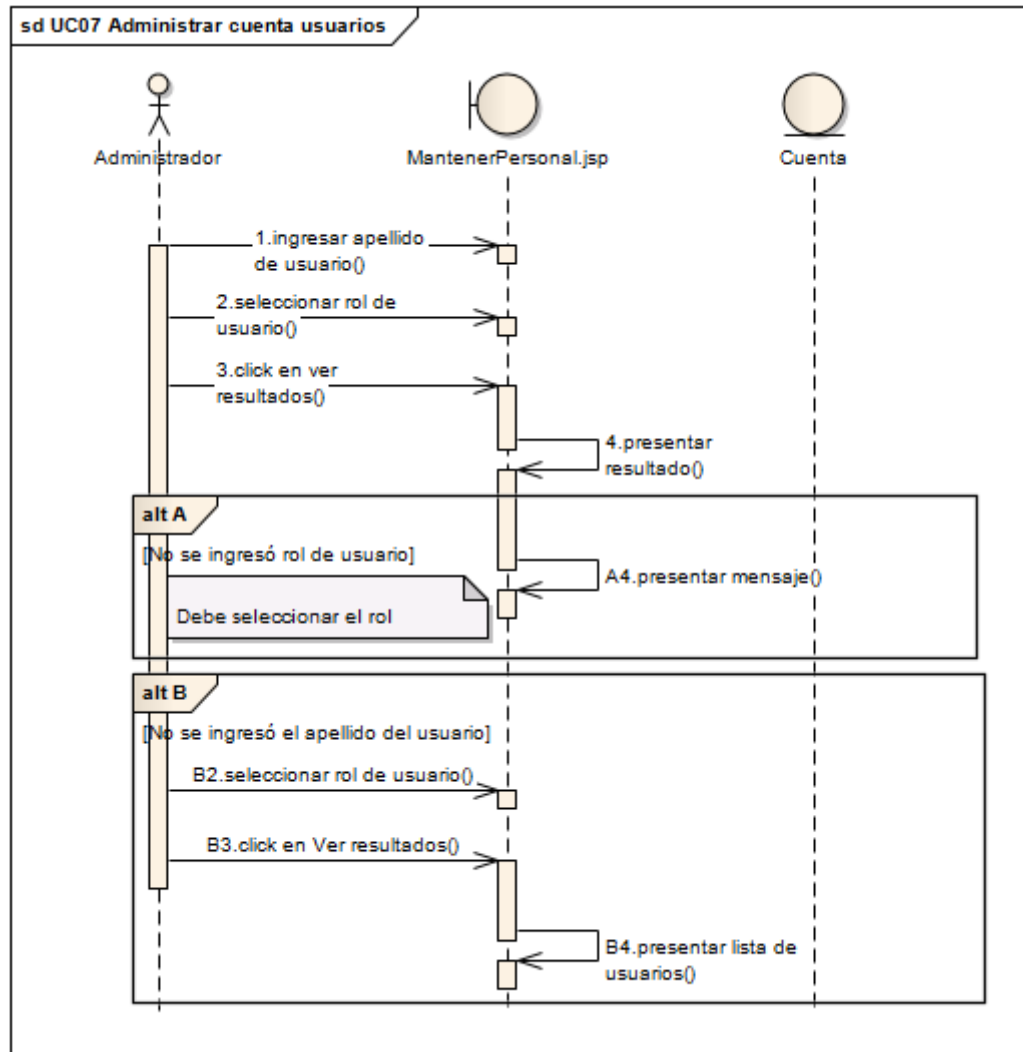 sd UC07 Administrar cuenta usuarios
Administrador
MantenerPersonal.jsp
Cuenta
1.ingresar apellido
de usuario()
2.seleccionar rol de
usuario()
3.click en ver
resultados()
4.presentar
resultado()
alt A
[No se ingresó rol de usuario]
A4.presentar mensaje()
Debe seleccionar el rol
alt B
[No se ingresó el apellido del usuario]
B2.seleccionar rol de usuario()
B3.click en Ver resultados()
B4.presentar lista de
usuarios()